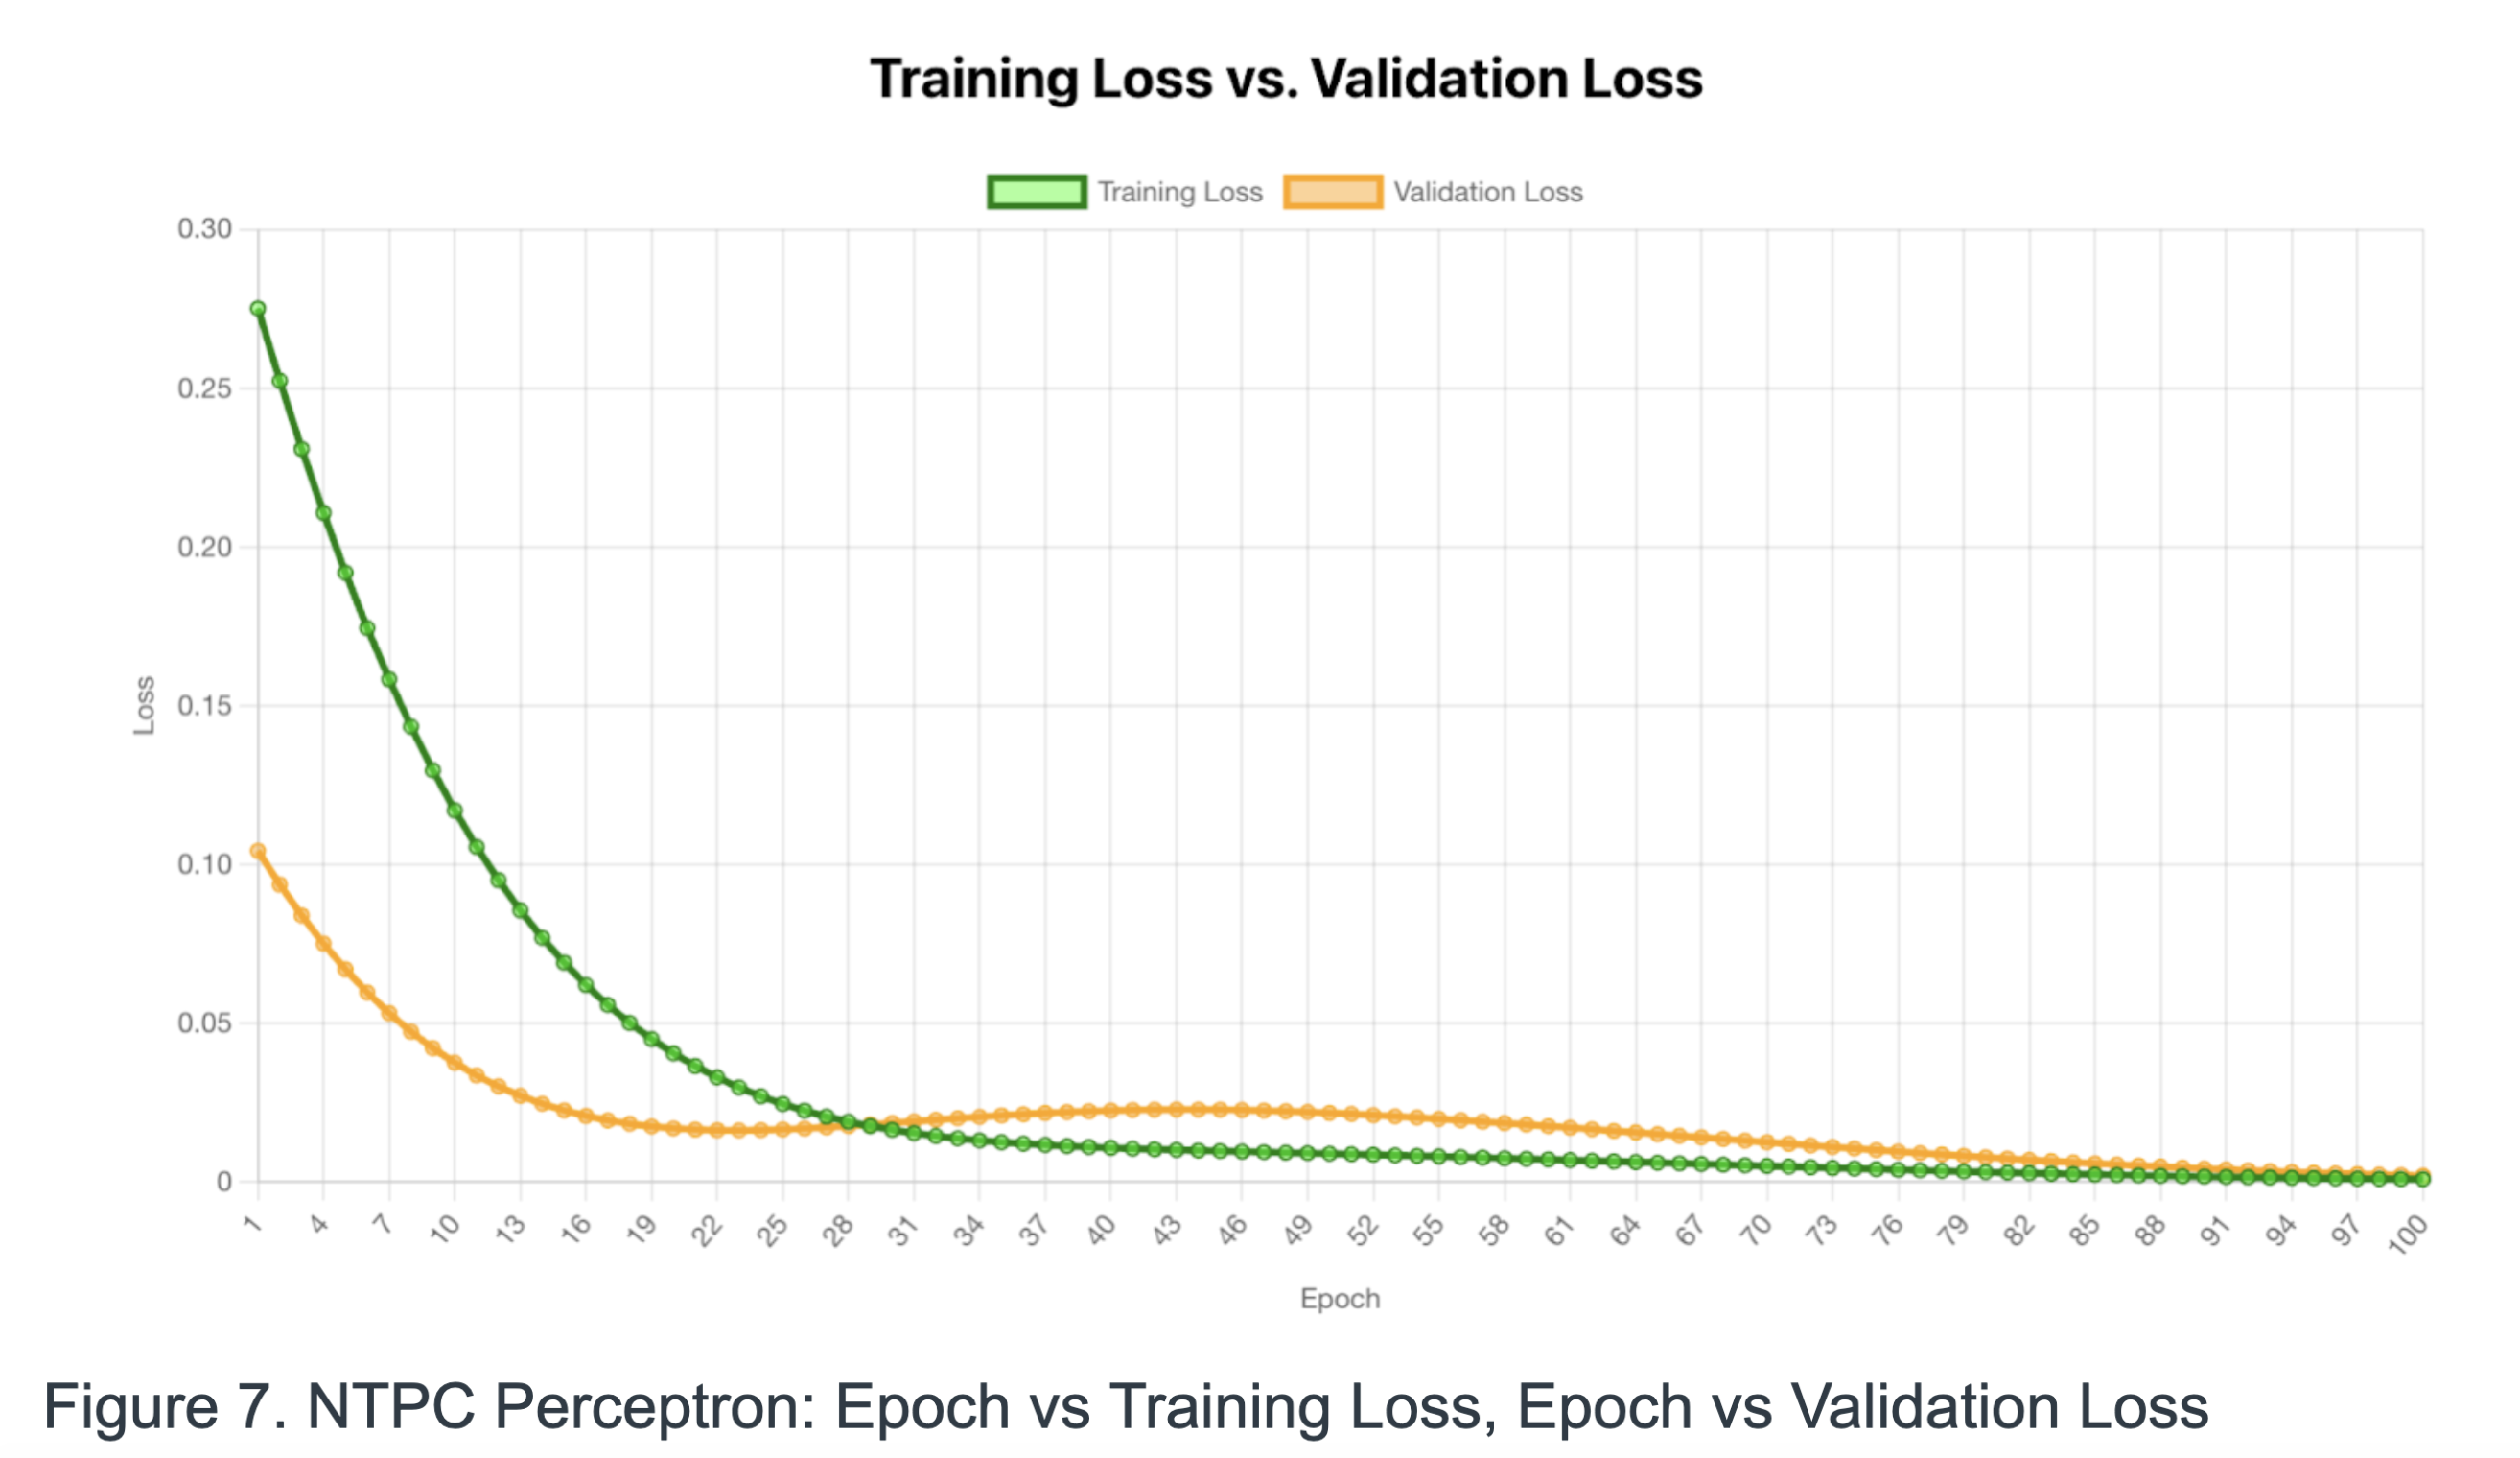 Training Loss vs. Validation Loss
Training Loss Validation Loss
0.30
0.25
0.20
0.15
0.10
0.05
0
Loss
1 4 7 10 13 16 19 22 25 28 31 34 37 40 43 46 49 52 55 58 61 64 67 70 73 76 79 82 85 88 91 94 97 100
Epoch
Figure 7. NTPC Perceptron: Epoch vs Training Loss, Epoch vs Validation Loss